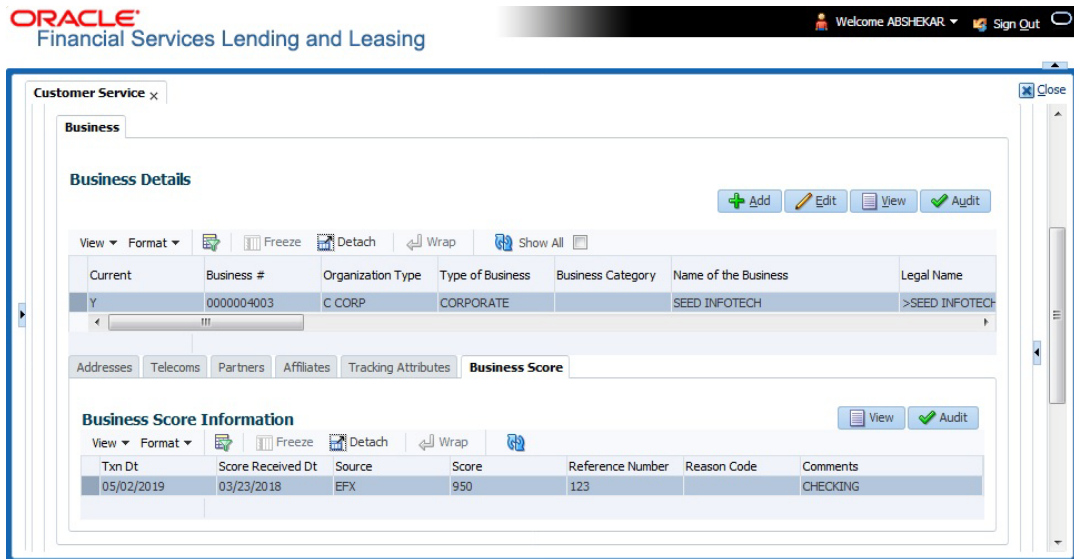 ORACLE
Financial Services Lending and Leasing
Welcome ABSHEKAR Sign Out
Customer Service x Close
Business
Business Details
Add Edit View Audit
View Format Freeze Detach Wrap Show All
Current Business # Organization Type Type of Business Business Category Name of the Business Legal Name
Y 0000004003 C CORP CORPORATE SEED INFOTECH >SEED INFOTECH
Addresses Telecoms Partners Affiliates Tracking Attributes Business Score
Business Score Information
View Audit
View Format Freeze Detach Wrap
Txn Dt Score Received Dt Source Score Reference Number Reason Code Comments
05/02/2019 03/23/2018 EFX 950 123 CHECKING